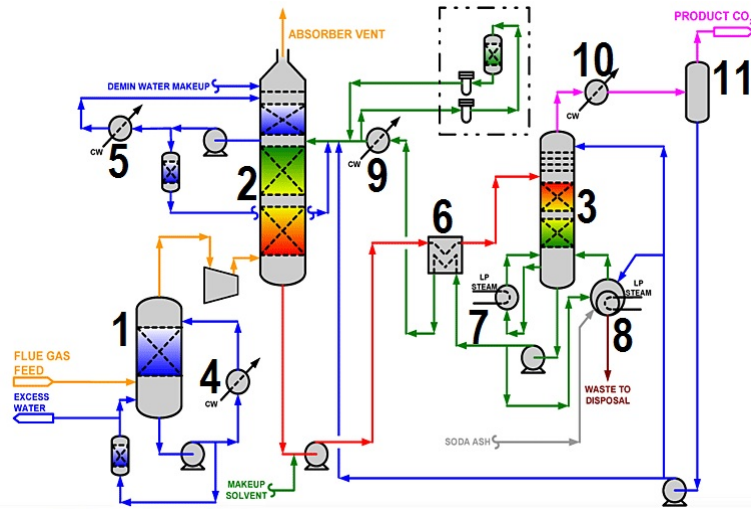 PRODUCT CO₂
ABSORBER VENT
10
11
DEMIN WATER MAKEUP
5
CW
2
CW
9
CW
3
6
1
LP
STEAM
7
LP
STEAM
8
FLUE GAS
FEED
4
CW
EXCESS
WATER
WASTE TO
DISPOSAL
SODA ASH
MAKEUP
SOLVENT